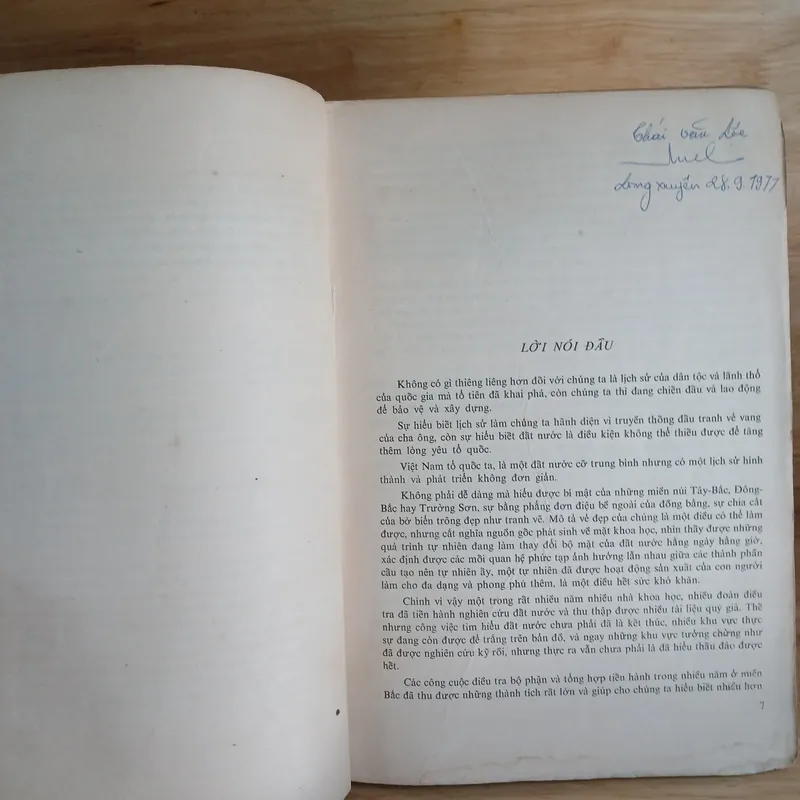 Thái Văn Lộc
Long Xuyên 28.9.1977
LỜI NÓI ĐẦU
Không có gì thiêng liêng hơn đối với chúng ta là lịch sử của dân tộc và lãnh thổ
của quốc gia mà tổ tiên đã khai phá, còn chúng ta thì đang chiến đấu và lao động
để bảo vệ và xây dựng.
Sự hiểu biết lịch sử làm chúng ta hãnh diện vì truyền thống đấu tranh vẻ vang
của cha ông, còn sự hiểu biết đất nước là điều kiện không thể thiếu được để tăng
thêm lòng yêu tổ quốc.
Việt Nam tổ quốc ta, là một đất nước cỡ trung bình nhưng có một lịch sử hình
thành và phát triển không đơn giản.
Không phải dễ dàng mà hiểu được bí mật của những miền núi Tây-Bắc, Đông-
Bắc hay Trường Sơn, sự bằng phẳng đơn điệu bề ngoài của đồng bằng, sự chia cắt
của bờ biển trông đẹp như tranh vẽ. Mô tả vẻ đẹp của chúng là một điều có thể làm
được, nhưng cắt nghĩa nguồn gốc phát sinh về mặt khoa học, nhìn thấy được những
quá trình tự nhiên đang làm thay đổi bộ mặt của đất nước hằng ngày hằng giờ,
xác định được các mối quan hệ phức tạp ảnh hưởng lẫn nhau giữa các thành phần
cấu tạo nên tự nhiên ấy, một tự nhiên đã được hoạt động sản xuất của con người
làm cho đa dạng và phong phú thêm, là một điều hết sức khó khăn.
Chính vì vậy một trong rất nhiều năm nhiều nhà khoa học, nhiều đoàn điều
tra đã tiến hành nghiên cứu đất nước và thu thập được nhiều tài liệu quý giá. Thế
nhưng công việc tìm hiểu đất nước chưa phải đã là kết thúc, nhiều khu vực thực
sự đang còn được để trắng trên bản đồ, và ngay những khu vực tưởng chừng như
đã được nghiên cứu kỹ rồi, nhưng thực ra vẫn chưa phải là đã hiểu thấu đáo được
hết.
Các công cuộc điều tra bộ phận và tổng hợp tiến hành trong nhiều năm ở miền
Bắc đã thu được những thành tích rất lớn và giúp cho chúng ta hiểu biết nhiều hơn
7